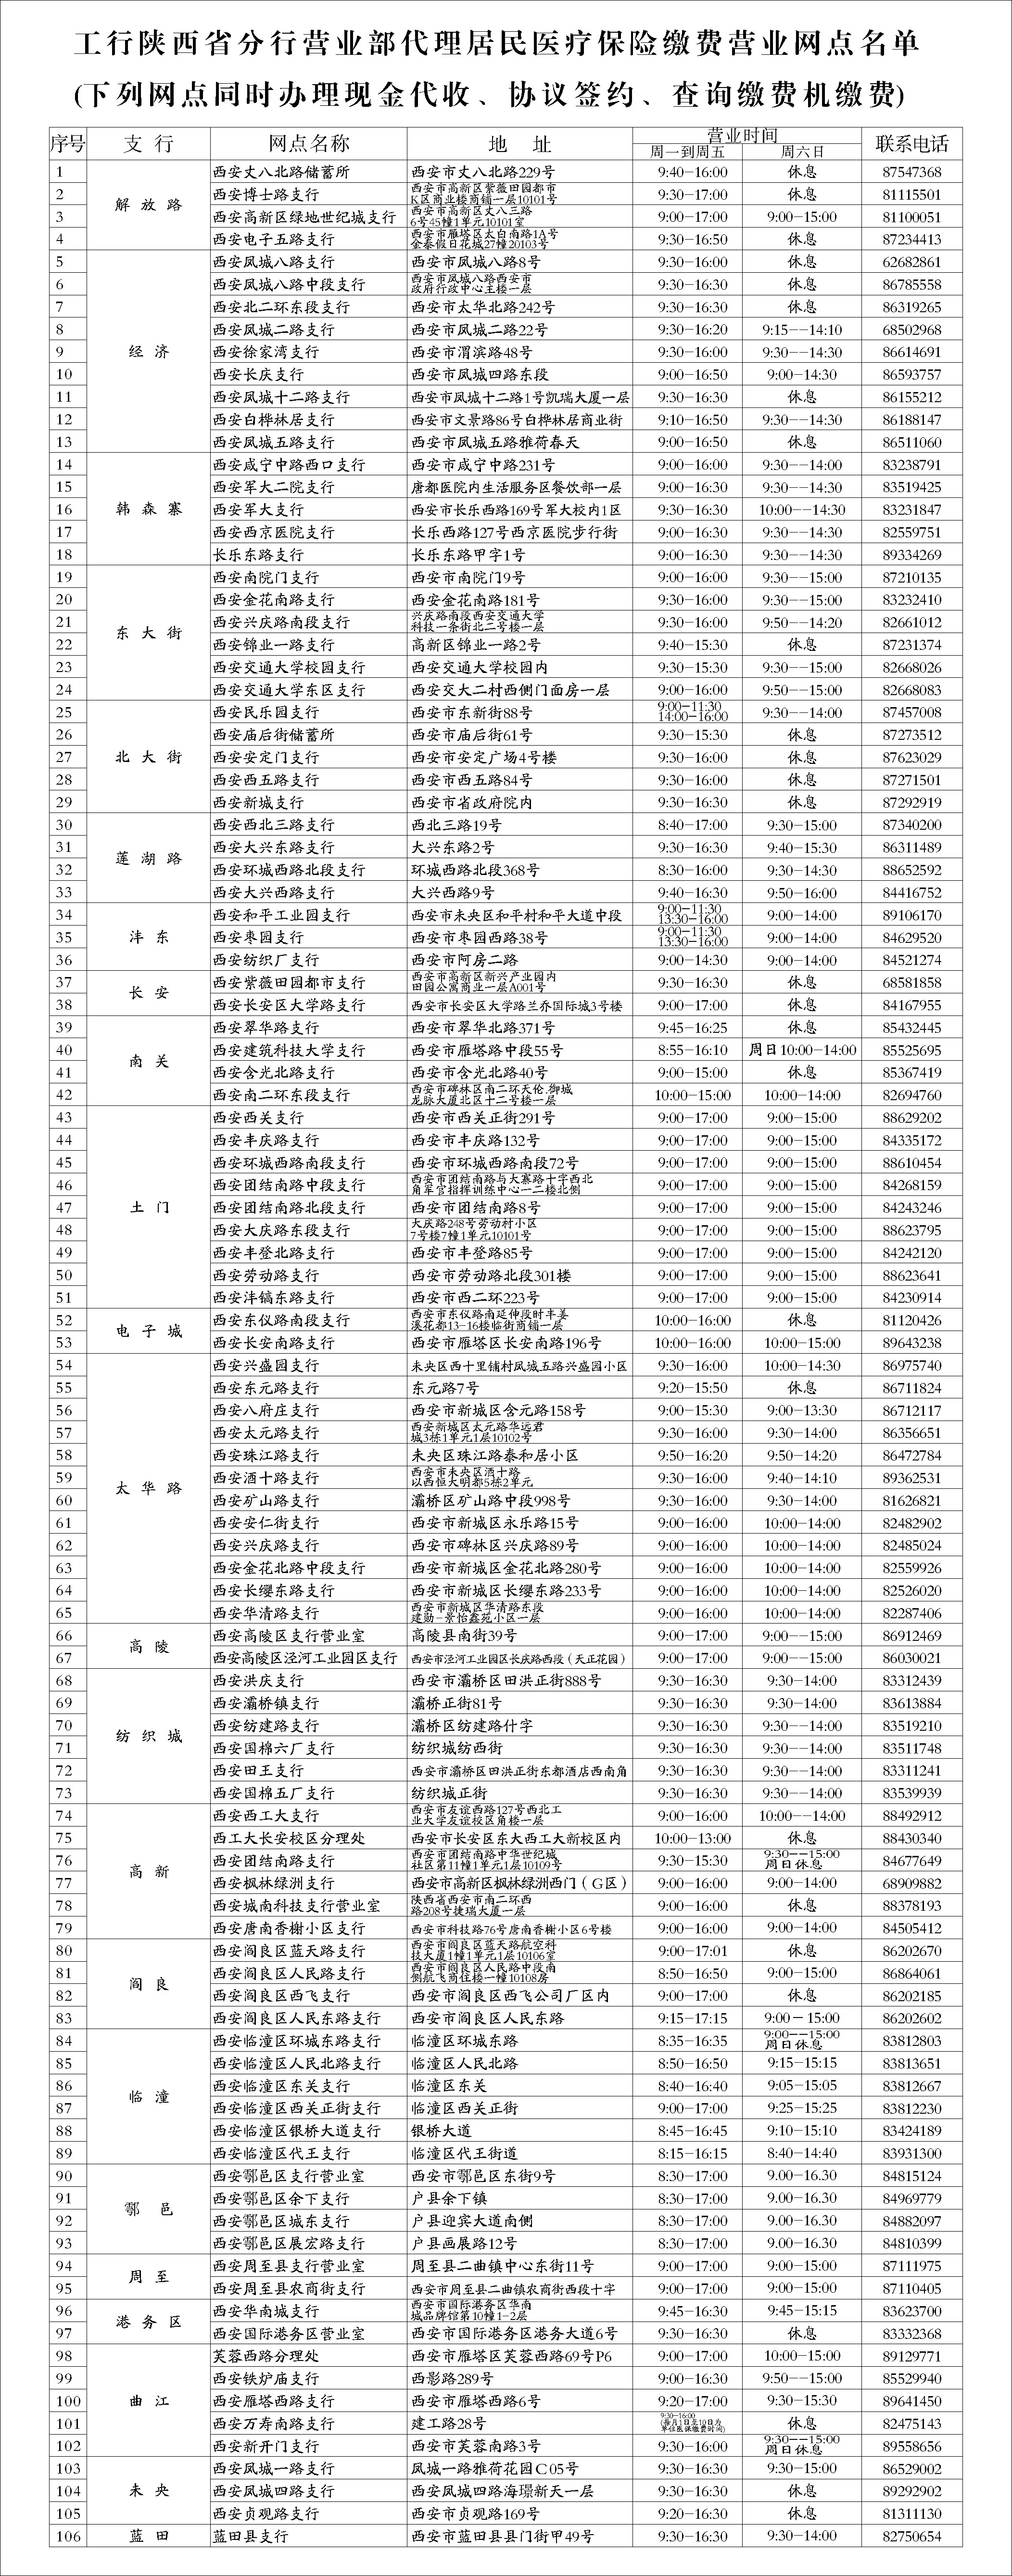 工行陕西省分行营业部代理居民医疗保险缴费营业网点名单
(下列网点同时办理现金代收、协议签约、查询缴费机缴费)
序号 支行 网点名称 地 址 营业时间 联系电话
周一到周五 周六日
解放路
1 西安丈八北路储蓄所 西安市丈八北路229号 9:40-16:00 休息 87547368
2 西安博士路支行 西安市高新区紫薇田园都市K区商业楼商铺一层10101号 9:30-17:00 休息 81115501
3 西安高新区绿地世纪城支行 西安市高新区丈八三路6号45幢1单元10101室 9:00-17:00 9:00-15:00 81100051
4 西安电子五路支行 西安市雁塔区太白南路1A号金泰假日花城27幢20103号 9:30-16:50 休息 87234413
经济
5 西安凤城八路支行 西安市凤城八路8号 9:30-16:00 休息 62682861
6 西安凤城八路中段支行 西安市凤城八路西安市政府行政中心主楼一层 9:30-16:30 休息 86785558
7 西安北二环东段支行 西安市太华北路242号 9:30-16:30 休息 86319265
8 西安凤城二路支行 西安市凤城二路22号 9:30-16:20 9:15--14:10 68502968
9 西安徐家湾支行 西安市渭滨路48号 9:30-16:00 9:30--14:30 86614691
10 西安长庆支行 西安市凤城四路东段 9:00-16:50 9:00-14:30 86593757
11 西安凤城十二路支行 西安市凤城十二路1号凯瑞大厦一层 9:30-16:30 休息 86155212
12 西安白桦林居支行 西安市文景路86号白桦林居商业街 9:10-16:50 9:30--14:30 86188147
13 西安凤城五路支行 西安市凤城五路雅荷春天 9:00-16:50 休息 86511060
韩森寨
14 西安咸宁中路西口支行 西安市咸宁中路231号 9:00-16:00 9:30--14:00 83238791
15 西安军大二院支行 唐都医院内生活服务区餐饮部一层 9:00-16:30 9:30--14:30 83519425
16 西安军大支行 西安市长乐西路169号军大校内1区 9:30-16:30 10:00--14:30 83231847
17 西安西京医院支行 长乐西路127号西京医院步行街 9:00-16:30 9:30-14:30 82559751
18 长乐东路支行 长乐东路甲字1号 9:00-16:30 9:30-14:30 89334269
东大街
19 西安南院门支行 西安市南院门9号 9:00-16:00 9:30--15:00 87210135
20 西安金花南路支行 西安金花南路181号 9:30-16:00 9:30--15:00 83232410
21 西安兴庆路南段支行 兴庆路南段西安交通大学科技一条街北二号楼一层 9:30-16:00 9:50--14:20 82661012
22 西安锦业一路支行 高新区锦业一路2号 9:40-15:30 休息 87231374
23 西安交通大学校园支行 西安交通大学校园内 9:30-15:30 9:30--15:00 82668026
24 西安交通大学东区支行 西安交大二村西侧门面房一层 9:00-16:00 9:50--15:00 82668083
北大街
25 西安民乐园支行 西安市东新街88号 9:00-11:30 14:00-16:00 9:30--14:00 87457008
26 西安庙后街储蓄所 西安市庙后街61号 9:30-15:30 休息 87273512
27 西安安定门支行 西安市安定广场4号楼 9:30-16:00 休息 87623029
28 西安西五路支行 西安市西五路84号 9:30-16:00 休息 87271501
29 西安新城支行 西安市省政府院内 9:30-16:30 休息 87292919
莲湖路
30 西安西北三路支行 西北三路19号 8:40-17:00 9:30-15:00 87340200
31 西安大兴东路支行 大兴东路2号 9:30-16:30 9:40-15:30 86311489
32 西安环城西路北段支行 环城西路北段368号 8:30-16:00 9:30-14:30 88652592
33 西安大兴西路支行 大兴西路9号 9:40-16:30 9:50-16:00 84416752
沣东
34 西安和平工业园支行 西安市未央区和平村和平大道中段 9:00-11:30 13:30-16:00 9:00-14:00 89106170
35 西安枣园支行 西安市枣园西路38号 9:00-11:30 13:30-16:00 9:00-14:00 84629520
36 西安纺织厂支行 西安市阿房二路 9:00-14:30 9:00-14:00 84521274
长安
37 西安紫薇田园都市支行 西安市高新区新兴产业园内田园公寓商业一层A001号 9:30-16:30 休息 68581858
38 西安长安区大学路支行 西安市长安区大学路兰乔国际城3号楼 9:00-17:00 休息 84167955
南关
39 西安翠华路支行 西安市翠华北路371号 9:45-16:25 休息 85432445
40 西安建筑科技大学支行 西安市雁塔路中段55号 8:55-16:10 周日10:00-14:00 85525695
41 西安含光北路支行 西安市含光北路40号 9:00-15:00 休息 85367419
42 西安南二环东段支行 西安市碑林区南二环天伦.御城龙脉大厦北区十二号楼一层 10:00-15:00 10:00-14:00 82694760
土门
43 西安西关支行 西安市西关正街291号 9:00-17:00 9:00-15:00 88629202
44 西安丰庆路支行 西安市丰庆路132号 9:00-17:00 9:00-15:00 84335172
45 西安环城西路南段支行 西安市环城西路南段72号 9:00-17:00 9:00-15:00 88610454
46 西安团结南路中段支行 西安市团结南路与大寨路十字西北角军官指挥训练中心一二楼北侧 9:00-17:00 9:00-15:00 84268159
47 西安团结南路北段支行 西安市团结南路8号 9:00-17:00 9:00-15:00 84243246
48 西安大庆路东段支行 大庆路248号劳动村小区7号楼7幢1单元10101号 9:00-17:00 9:00-15:00 88623795
49 西安丰登北路支行 西安市丰登路85号 9:00-17:00 9:00-15:00 84242120
50 西安劳动路支行 西安市劳动路北段301楼 9:00-17:00 9:00-15:00 88623641
51 西安沣镐东路支行 西安市西二环223号 9:00-17:00 9:00-15:00 84230914
电子城
52 西安东仪路南段支行 西安市东仪路南延伸段时丰姜溪花都13-16楼临街商铺一层 10:00-16:00 休息 81120426
53 西安长安南路支行 西安市雁塔区长安南路196号 10:00-16:00 10:00-15:00 89643238
太华路
54 西安兴盛园支行 未央区西十里铺村凤城五路兴盛园小区 9:30-16:00 10:00-14:30 86975740
55 西安东元路支行 东元路7号 9:20-15:50 休息 86711824
56 西安八府庄支行 西安市新城区含元路158号 9:00-15:30 9:00-13:30 86712117
57 西安太元路支行 西安新城区太元路华远君城3栋1单元1层10102号 9:30-16:00 9:30-14:00 86356651
58 西安珠江路支行 未央区珠江路泰和居小区 9:50-16:20 9:50-14:20 86472784
59 西安酒十路支行 西安市未央区酒十路以西恒大明都5栋2单元 9:30-16:00 9:40-14:10 89362531
60 西安矿山路支行 灞桥区矿山路中段998号 9:30-16:00 9:30-14:00 81626821
61 西安安仁街支行 西安市新城区永乐路15号 9:00-16:00 10:00-14:00 82482902
62 西安兴庆路支行 西安市碑林区兴庆路89号 9:00-16:00 10:00-14:00 82485024
63 西安金花北路中段支行 西安市新城区金花北路280号 9:00-16:00 10:00-14:00 82559926
64 西安长缨东路支行 西安市新城区长缨东路233号 9:00-16:00 10:00-14:00 82526020
65 西安华清路支行 西安市新城区华清路东段建勋-景怡鑫苑小区一层 9:00-16:00 10:00-14:00 82287406
高陵
66 西安高陵区支行营业室 高陵县南街39号 9:00-17:00 9:00--15:00 86912469
67 西安高陵区泾河工业园区支行 西安市泾河工业园区长庆路西段（天正花园） 9:00-17:00 9:00--15:00 86030021
纺织城
68 西安洪庆支行 西安市灞桥区田洪正街888号 9:30-16:30 9:30-14:00 83312439
69 西安灞桥镇支行 灞桥正街81号 9:30-16:30 9:30-14:00 83613884
70 西安纺建路支行 灞桥区纺建路什字 9:30-16:30 9:30--14:00 83519210
71 西安国棉六厂支行 纺织城纺西街 9:30-16:30 9:30--14:00 83511748
72 西安田王支行 西安市灞桥区田洪正街东都酒店西南角 9:30-16:30 9:30--14:00 83311241
73 西安国棉五厂支行 纺织城正街 9:30-16:30 9:30--14:00 83539939
高新
74 西安西工大支行 西安市友谊西路127号西北工业大学友谊校区角楼一层 9:00-16:00 10:00--14:00 88492912
75 西工大长安校区分理处 西安市长安区东大西工大新校区内 10:00-13:00 休息 88430340
76 西安团结南路支行 西安市团结南路中华世纪城社区第11幢1单元1层10109号 9:30-15:30 9:30--15:00 周日休息 84677649
77 西安枫林绿洲支行 西安市高新区枫林绿洲西门（G区） 9:00-16:00 9:00-14:00 68909882
78 西安城南科技支行营业室 陕西省西安市南二环西路208号捷瑞大厦一层 9:00-16:00 休息 88378193
79 西安唐南香榭小区支行 西安市科技路76号唐南香榭小区6号楼 9:00-16:00 9:00-14:00 84505412
阎良
80 西安阎良区蓝天路支行 西安市阎良区蓝天路航空科技大厦1幢1单元1层10106室 9:00-17:01 休息 86202670
81 西安阎良区人民路支行 西安市阎良区人民路中段南侧航飞商住楼一幢10108房 8:50-16:50 9:00-15:00 86864061
82 西安阎良区西飞支行 西安市阎良区西飞公司厂区内 9:00-17:00 休息 86202185
83 西安阎良区人民东路支行 西安市阎良区人民东路 9:15-17:15 9:00-15:00 86202602
临潼
84 西安临潼区环城东路支行 临潼区环城东路 8:35-16:35 9:00--15:00 周日休息 83812803
85 西安临潼区人民北路支行 临潼区人民北路 8:50-16:50 9:15-15:15 83813651
86 西安临潼区东关支行 临潼区东关 8:40-16:40 9:05-15:05 83812667
87 西安临潼区西关正街支行 临潼区西关正街 9:00-17:00 9:25-15:25 83812230
88 西安临潼区银桥大道支行 银桥大道 8:45-16:45 9:10-15:10 83424189
89 西安临潼区代王支行 临潼区代王街道 8:15-16:15 8:40-14:40 83931300
鄠邑
90 西安鄠邑区支行营业室 西安市鄠邑区东街9号 8:30-17:00 9.00-16.30 84815124
91 西安鄠邑区余下支行 户县余下镇 8:30-17:00 9.00-16.30 84969779
92 西安鄠邑区城东支行 户县迎宾大道南侧 8:30-17:00 9.00-16.30 84882097
93 西安鄠邑区展宏路支行 户县画展路12号 8:30-17:00 9.00-16.30 84810399
周至
94 西安周至县支行营业室 周至县二曲镇中心东街11号 9:00-17:00 9:00-15:00 87111975
95 西安周至县农商街支行 西安市周至县二曲镇农商街西段十字 9:00-17:00 9:00-15:00 87110405
港务区
96 西安华南城支行 西安市国际港务区华南城品牌馆第10幢1-2层 9:45-16:30 9:45-15:15 83623700
97 西安国际港务区营业室 西安市国际港务区港务大道6号 9:30-16:30 休息 83332368
曲江
98 芙蓉西路分理处 西安市雁塔区芙蓉西路69号P6 9:00-17:00 10:00-15:00 89129771
99 西安铁炉庙支行 西影路289号 9:00-16:30 9:50--15:00 85529940
100 西安雁塔西路支行 西安市雁塔西路6号 9:20-17:00 9:30-15:30 89641450
101 西安万寿南路支行 建工路28号 9:30-16:00 (每月1日至10日为单位医保缴费时间) 休息 82475143
102 西安新开门支行 西安市芙蓉南路3号 9:30-16:00 9:30--15:00 周日休息 89558656
未央
103 西安凤城一路支行 凤城一路雅荷花园C05号 9:30-16:30 9:30-15:00 86529002
104 西安凤城四路支行 西安凤城四路海璟新天一层 9:30-16:30 休息 89292902
105 西安贞观路支行 西安市贞观路169号 9:20-16:30 休息 81311130
蓝田
106 蓝田县支行 西安市蓝田县县门街甲49号 9:30-16:30 9:30-14:00 82750654